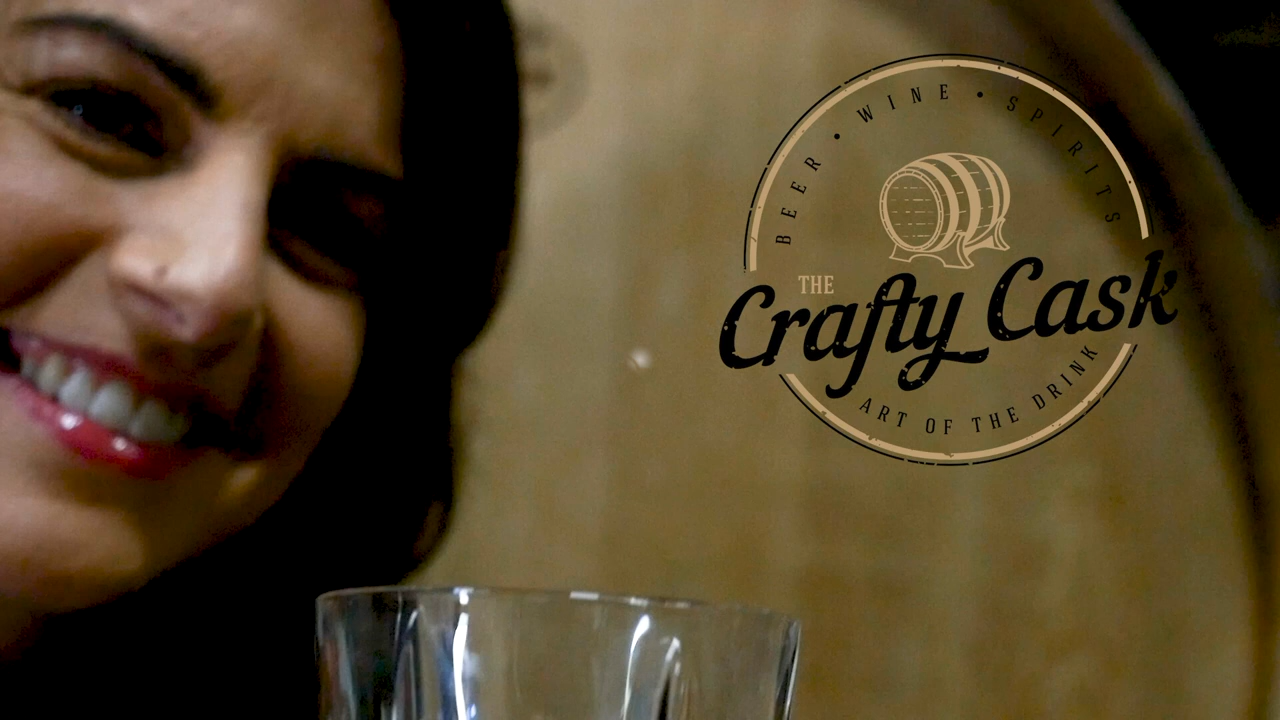 BEER • WINE • SPIRITS
THE
Crafty Cask
ART OF THE DRINK